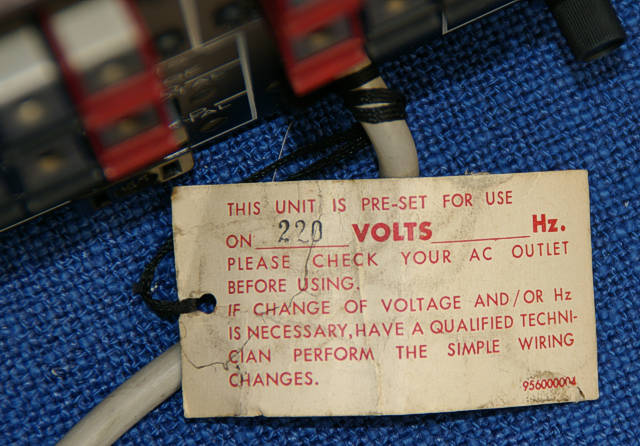 THIS UNIT IS PRE-SET FOR USE
ON 220 VOLTS Hz.
PLEASE CHECK YOUR AC OUTLET
BEFORE USING.
IF CHANGE OF VOLTAGE AND/OR Hz
IS NECESSARY, HAVE A QUALIFIED TECHNI-
CIAN PERFORM THE SIMPLE WIRING
CHANGES.
956000004